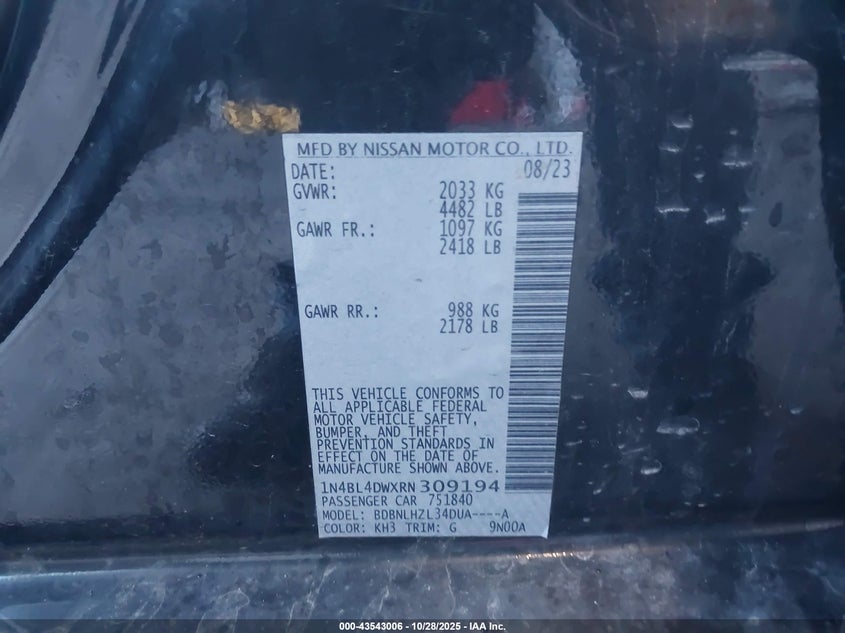 MFD BY NISSAN MOTOR CO., LTD.
DATE: 08/23
GVWR: 2033 KG
4482 LB
GAWR FR.: 1097 KG
2418 LB
GAWR RR.: 988 KG
2178 LB
THIS VEHICLE CONFORMS TO
ALL APPLICABLE FEDERAL
MOTOR VEHICLE SAFETY,
BUMPER, AND THEFT
PREVENTION STANDARDS IN
EFFECT ON THE DATE OF
MANUFACTURE SHOWN ABOVE.
1N4BL4DWXRN309194
PASSENGER CAR 751840
MODEL: BDBNLHZL34DUA----A
COLOR: KH3 TRIM: G 9N00A
000-43543006 - 10/28/2025 - IAA Inc.